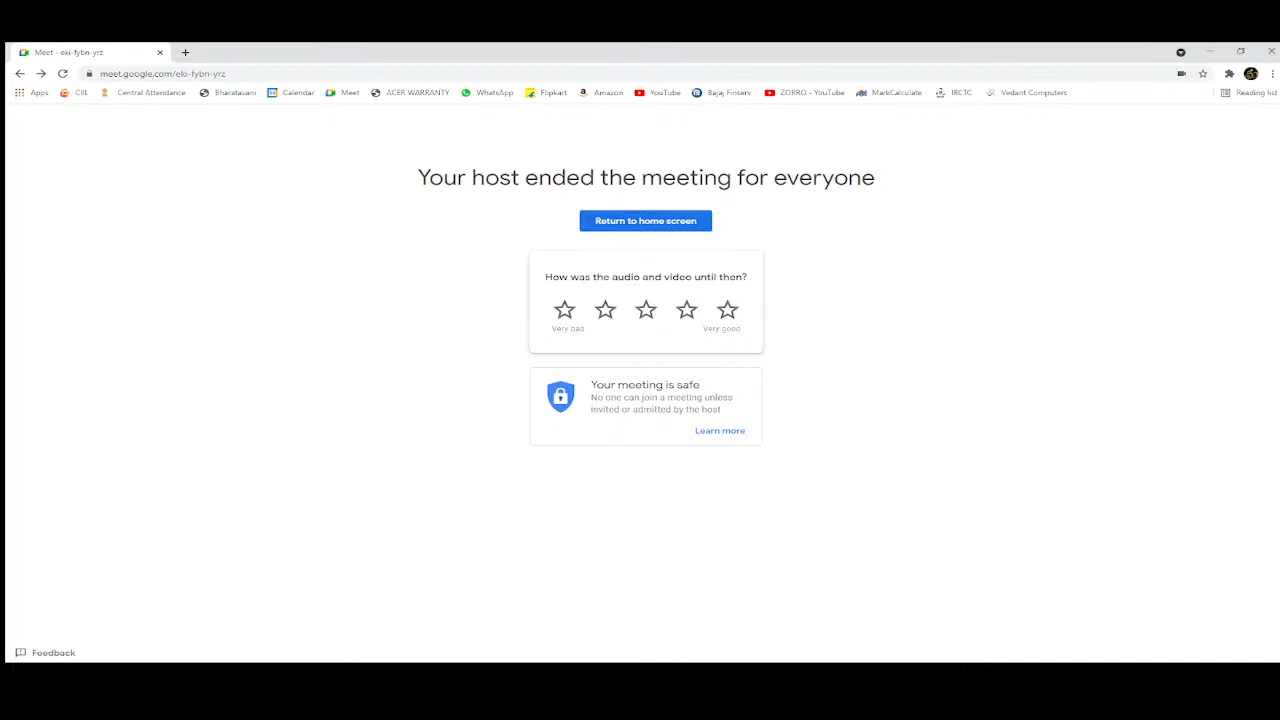 Meet - eki-fybn-yrz
meet.google.com/eki-fybn-yrz
Apps CIIL Central Attendance Bharatavani Calendar Meet ACER WARRANTY WhatsApp Flipkart Amazon YouTube Bajaj Finserv ZORRO - YouTube MarkCalculate IRCTC Vedant Computers Reading list
Your host ended the meeting for everyone
Return to home screen
How was the audio and video until then?
Very bad Very good
Your meeting is safe
No one can join a meeting unless
invited or admitted by the host
Learn more
Feedback